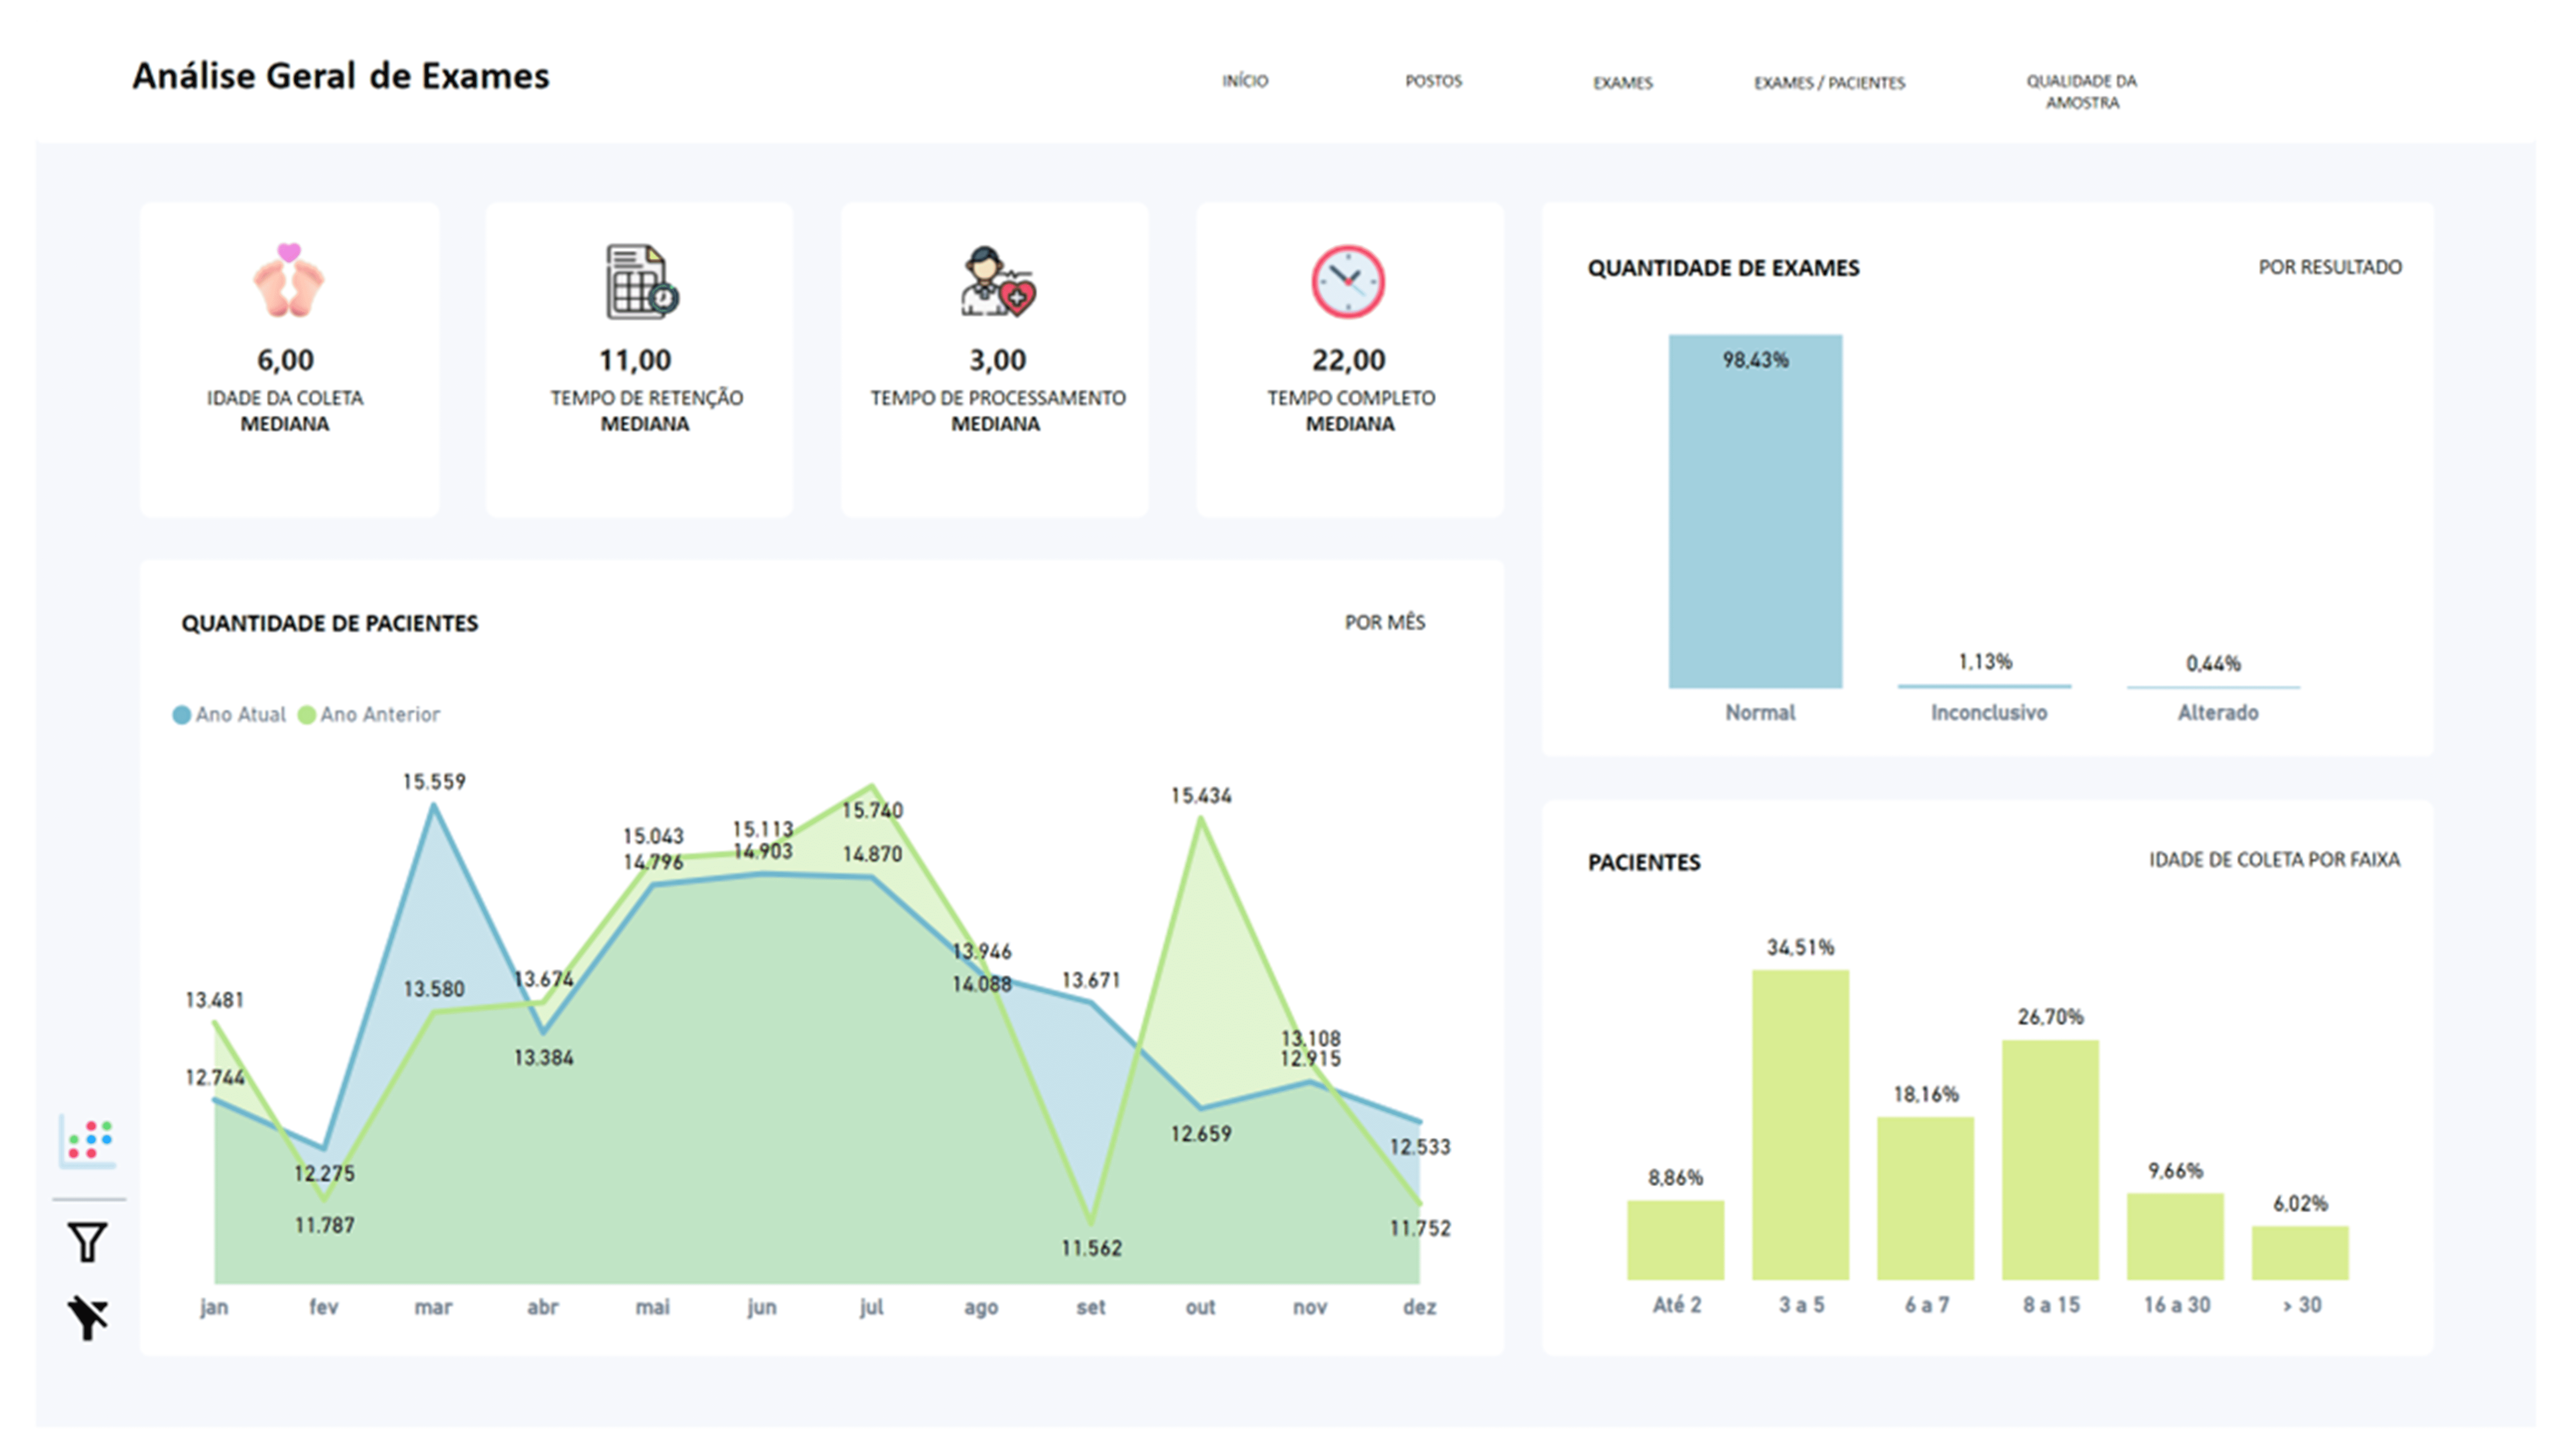 Análise Geral de Exames
INÍCIO
POSTOS
EXAMES
EXAMES / PACIENTES
QUALIDADE DA
AMOSTRA
6,00
IDADE DA COLETA
MEDIANA
11,00
TEMPO DE RETENÇÃO
MEDIANA
3,00
TEMPO DE PROCESSAMENTO
MEDIANA
22,00
TEMPO COMPLETO
MEDIANA
QUANTIDADE DE EXAMES
POR RESULTADO
98,43%
1,13%
0,44%
Normal
Inconclusivo
Alterado
QUANTIDADE DE PACIENTES
POR MÊS
Ano Atual
Ano Anterior
15.559
15.434
15.740
15.113
15.043
14.903
14.796
14.870
13.946
13.674
13.671
14.088
13.580
13.481
13.108
13.384
12.915
12.744
12.659
12.533
12.275
11.787
11.752
11.562
jan
fev
mar
abr
mai
jun
jul
ago
set
out
nov
dez
PACIENTES
IDADE DE COLETA POR FAIXA
8,86%
34,51%
18,16%
26,70%
9,66%
6,02%
Até 2
3 a 5
6 a 7
8 a 15
16 a 30
> 30